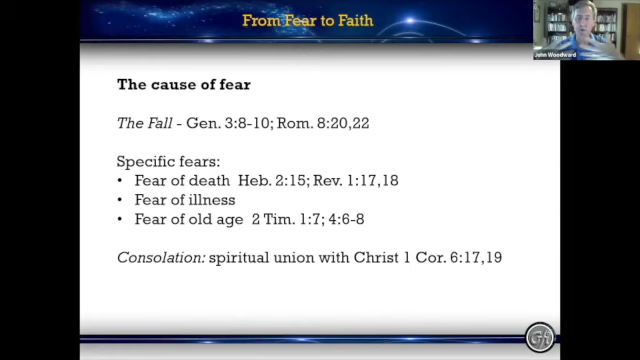 From Fear to Faith
John Woodward
The cause of fear
The Fall - Gen. 3:8-10; Rom. 8:20,22
Specific fears:
• Fear of death Heb. 2:15; Rev. 1:17,18
• Fear of illness
• Fear of old age 2 Tim. 1:7; 4:6-8
Consolation: spiritual union with Christ 1 Cor. 6:17,19